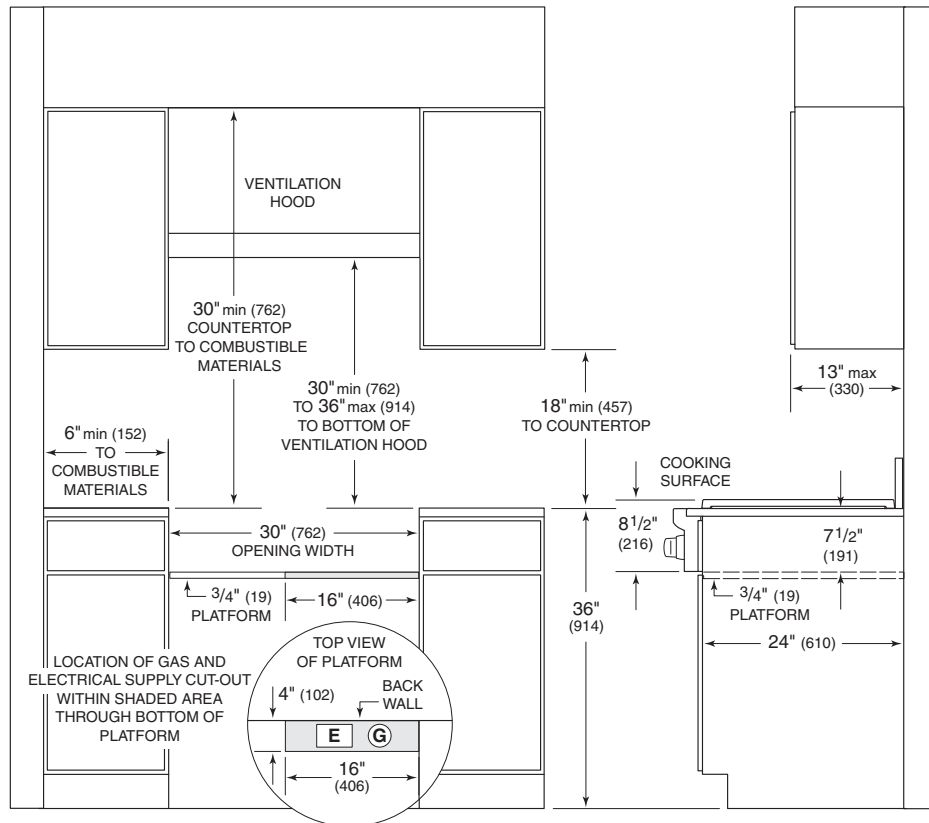 VENTILATION
HOOD
30" min (762)
COUNTERTOP
TO COMBUSTIBLE
MATERIALS
30" min (762)
TO 36" max (914)
TO BOTTOM OF
VENTILATION HOOD
18" min (457)
TO COUNTERTOP
13" max
(330)
6" min (152)
TO
COMBUSTIBLE
MATERIALS
COOKING
SURFACE
30" (762)
OPENING WIDTH
8 1/2"
(216)
7 1/2"
(191)
3/4" (19)
PLATFORM
16" (406)
36"
(914)
3/4" (19)
PLATFORM
24" (610)
LOCATION OF GAS AND
ELECTRICAL SUPPLY CUT-OUT
WITHIN SHADED AREA
THROUGH BOTTOM OF
PLATFORM
TOP VIEW
OF PLATFORM
4" (102)
BACK
WALL
E G
16"
(406)